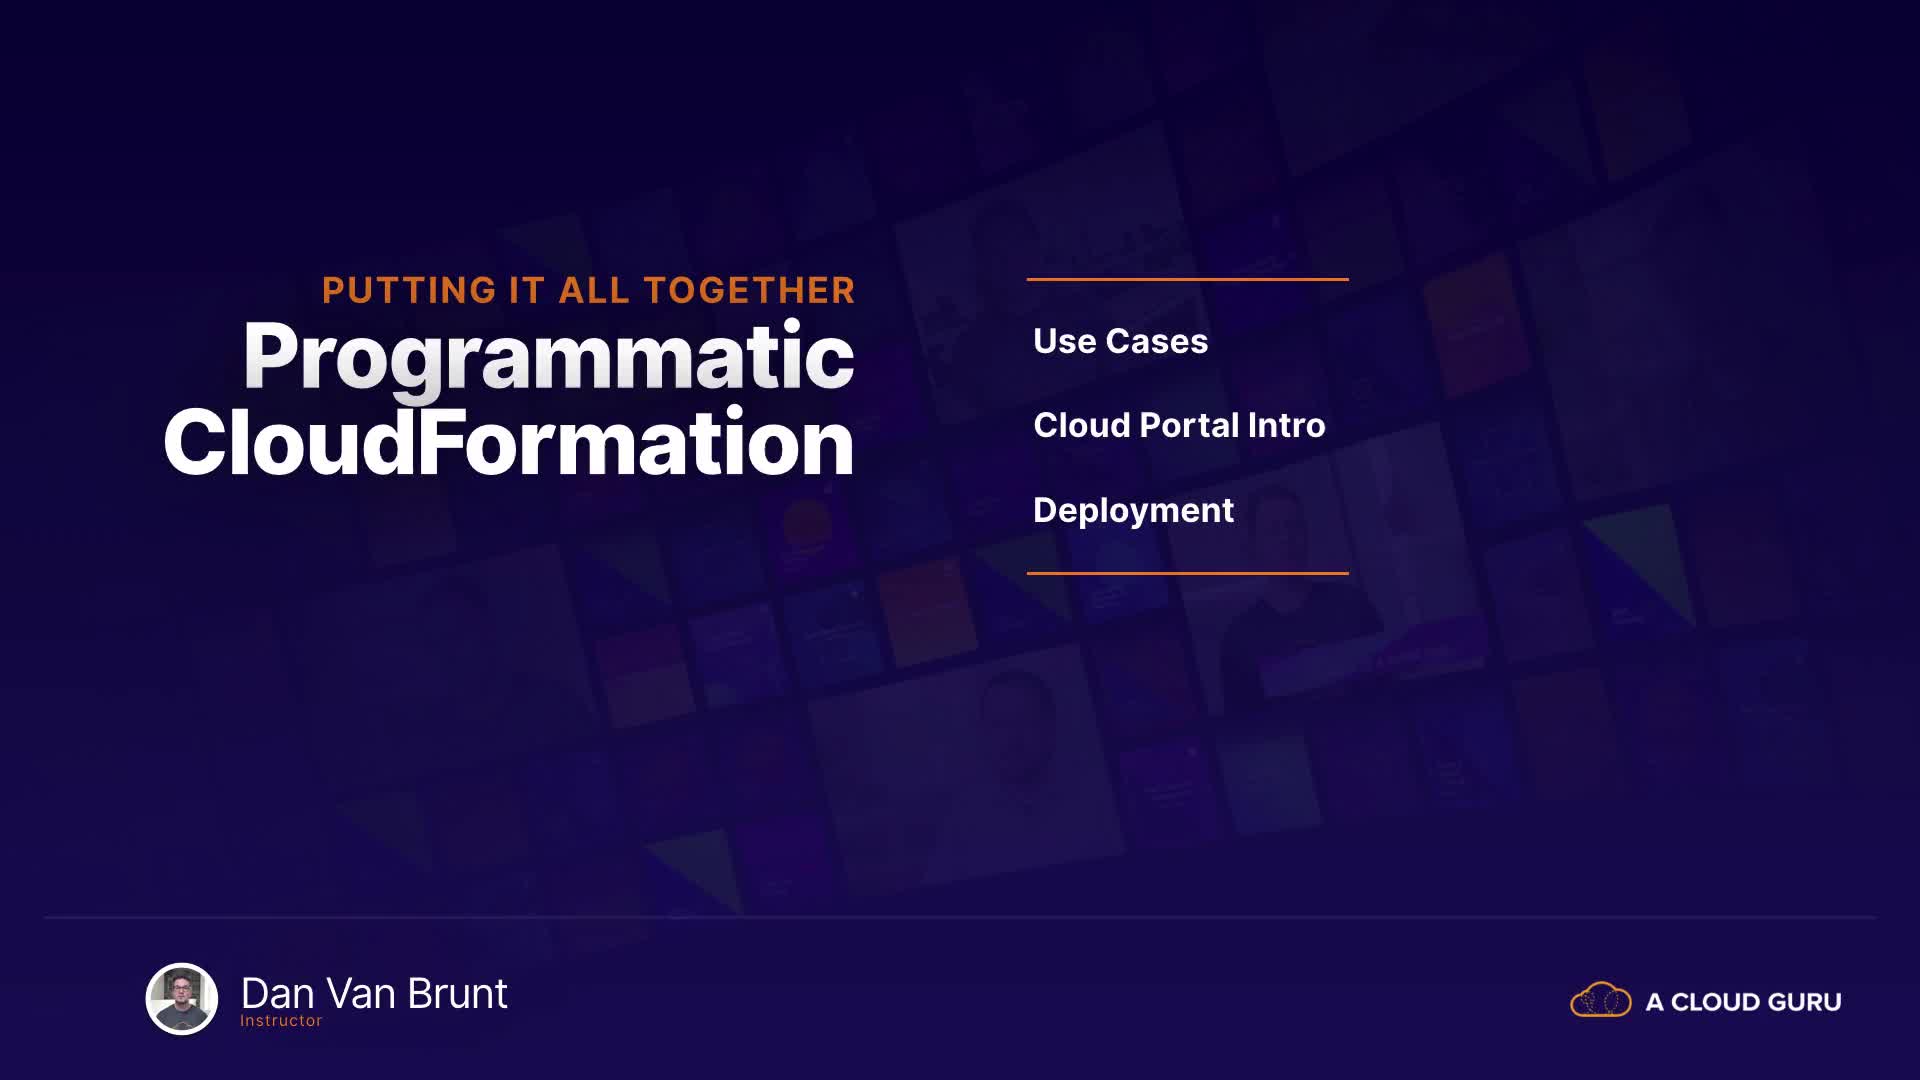 PUTTING IT ALL TOGETHER
Programmatic
CloudFormation
Use Cases
Cloud Portal Intro
Deployment
Dan Van Brunt
Instructor
A CLOUD GURU